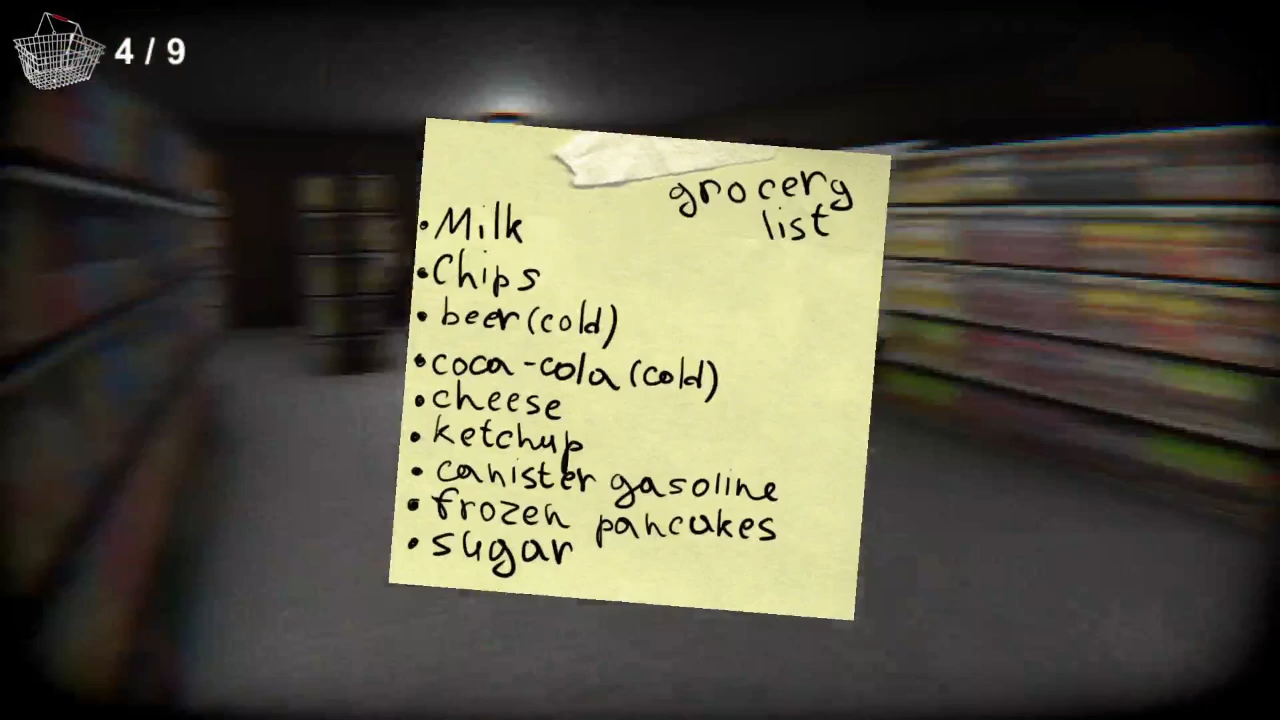 4 / 9
grocery
list
• Milk
• Chips
• beer (cold)
• coca-cola (cold)
• cheese
• ketchup
• canister gasoline
• frozen pancakes
• sugar